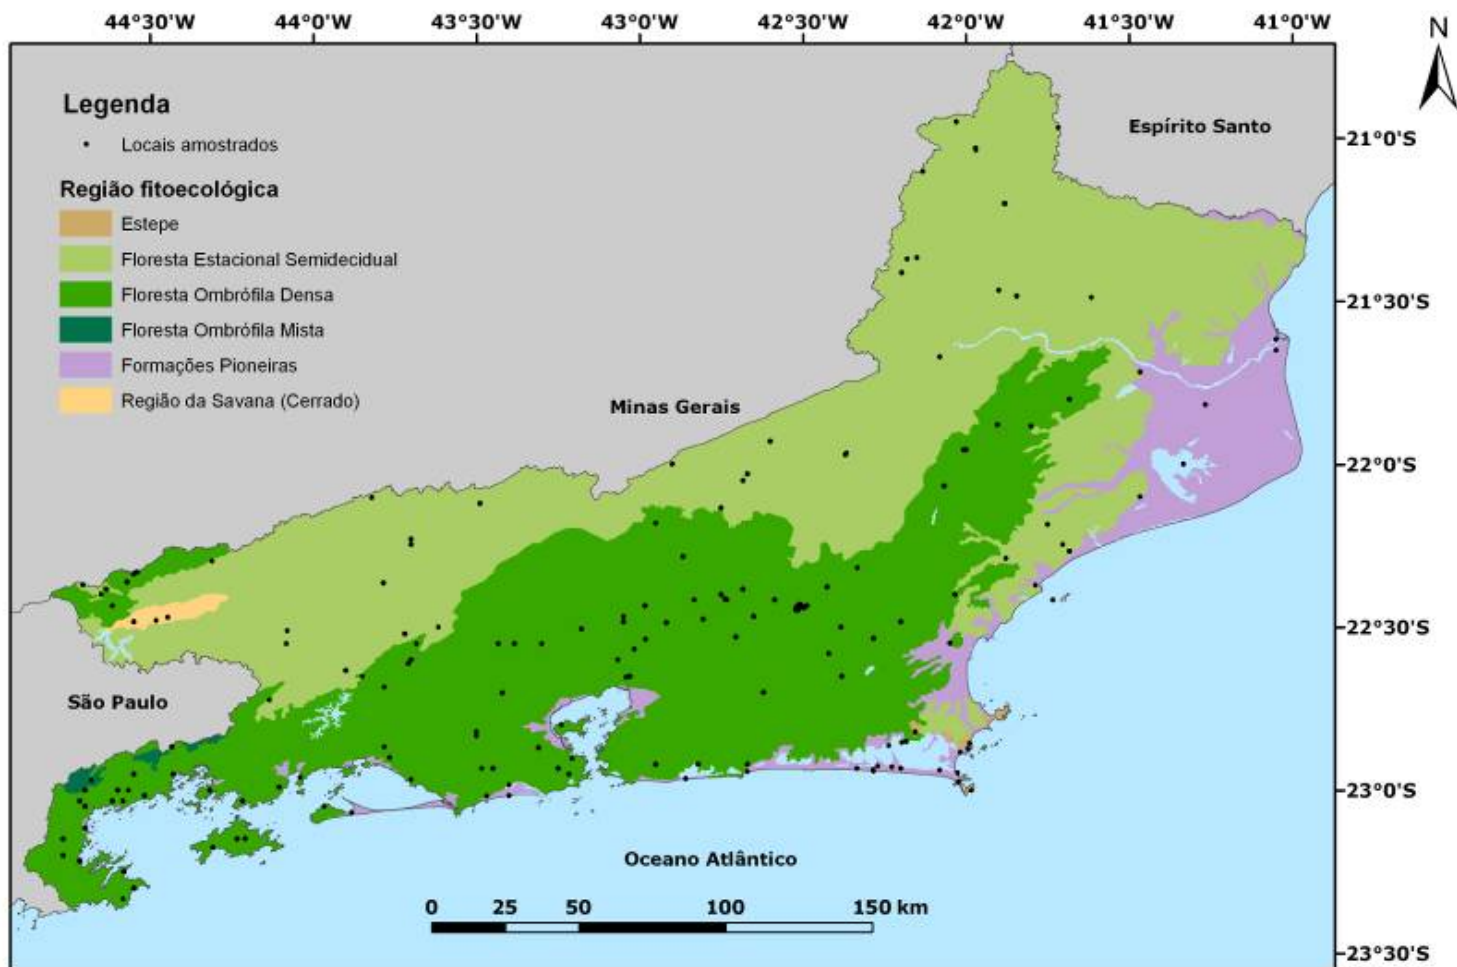 44°30'W 44°0'W 43°30'W 43°0'W 42°30'W 42°0'W 41°30'W 41°0'W
N
Legenda
Locais amostrados
Região fitoecológica
Estepe
Floresta Estacional Semidecidual
Floresta Ombrófila Densa
Floresta Ombrófila Mista
Formações Pioneiras
Região da Savana (Cerrado)
Espírito Santo
21°0'S
21°30'S
Minas Gerais
22°0'S
22°30'S
São Paulo
23°0'S
Oceano Atlântico
0 25 50 100 150 km
23°30'S